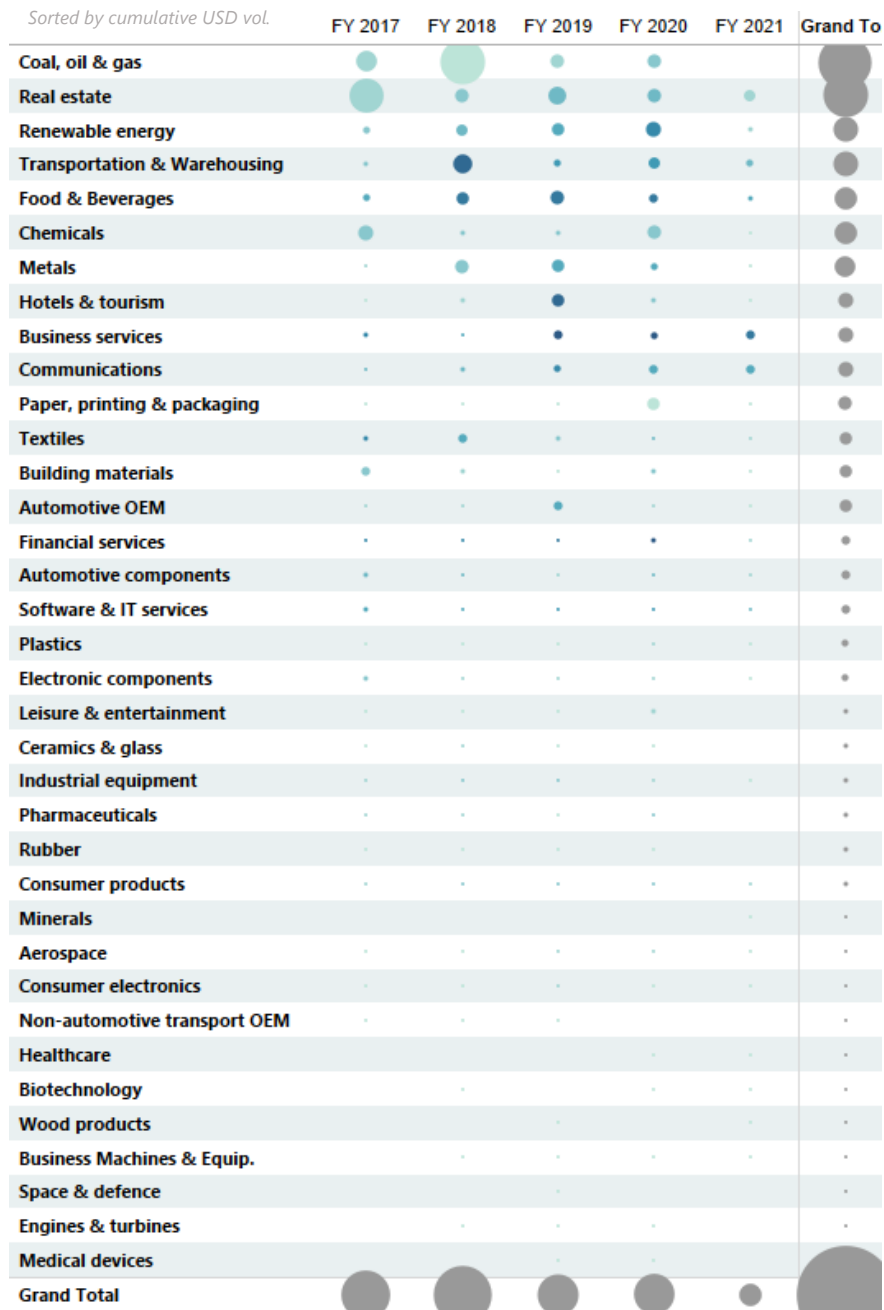 Sorted by cumulative USD vol.
FY 2017 FY 2018 FY 2019 FY 2020 FY 2021 Grand To
Coal, oil & gas
Real estate
Renewable energy
Transportation & Warehousing
Food & Beverages
Chemicals
Metals
Hotels & tourism
Business services
Communications
Paper, printing & packaging
Textiles
Building materials
Automotive OEM
Financial services
Automotive components
Software & IT services
Plastics
Electronic components
Leisure & entertainment
Ceramics & glass
Industrial equipment
Pharmaceuticals
Rubber
Consumer products
Minerals
Aerospace
Consumer electronics
Non-automotive transport OEM
Healthcare
Biotechnology
Wood products
Business Machines & Equip.
Space & defence
Engines & turbines
Medical devices
Grand Total